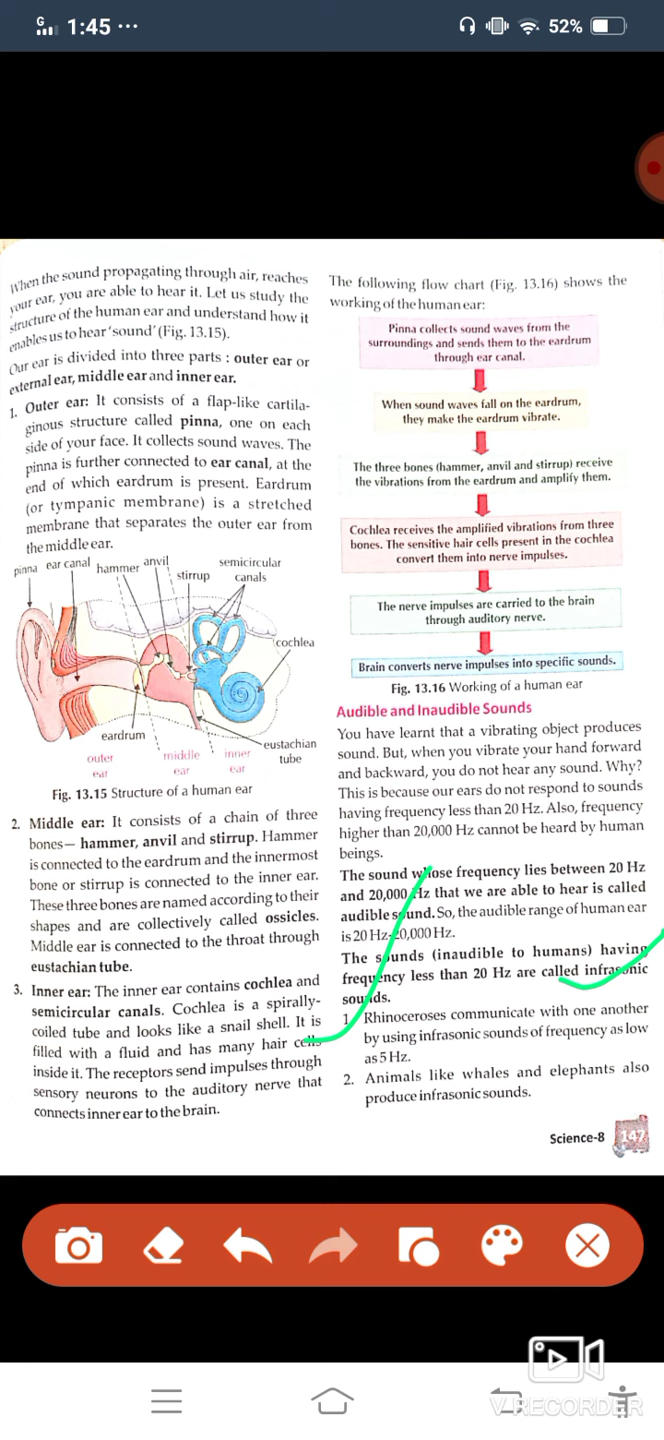 G 1:45 ... 52%
When the sound propagating through air, reaches
your ear, you are able to hear it. Let us study the
structure of the human ear and understand how it
enables us to hear 'sound' (Fig. 13.15).
Our ear is divided into three parts : outer ear or
external ear, middle ear and inner ear.
1. Outer ear: It consists of a flap-like cartila-
ginous structure called pinna, one on each
side of your face. It collects sound waves. The
pinna is further connected to ear canal, at the
end of which eardrum is present. Eardrum
(or tympanic membrane) is a stretched
membrane that separates the outer ear from
the middle ear.
pinna ear canal hammer anvil stirrup semicircular
canals
cochlea
eardrum
eustachian
tube
outer
ear
middle
ear
inner
ear
Fig. 13.15 Structure of a human ear
2. Middle ear: It consists of a chain of three
bones— hammer, anvil and stirrup. Hammer
is connected to the eardrum and the innermost
bone or stirrup is connected to the inner ear.
These three bones are named according to their
shapes and are collectively called ossicles.
Middle ear is connected to the throat through
eustachian tube.
3. Inner ear: The inner ear contains cochlea and
semicircular canals. Cochlea is a spirally-
coiled tube and looks like a snail shell. It is
filled with a fluid and has many hair cells
inside it. The receptors send impulses through
sensory neurons to the auditory nerve that
connects inner ear to the brain.
The following flow chart (Fig. 13.16) shows the
working of the human ear:
Pinna collects sound waves from the
surroundings and sends them to the eardrum
through ear canal.
When sound waves fall on the eardrum,
they make the eardrum vibrate.
The three bones (hammer, anvil and stirrup) receive
the vibrations from the eardrum and amplify them.
Cochlea receives the amplified vibrations from three
bones. The sensitive hair cells present in the cochlea
convert them into nerve impulses.
The nerve impulses are carried to the brain
through auditory nerve.
Brain converts nerve impulses into specific sounds.
Fig. 13.16 Working of a human ear
Audible and Inaudible Sounds
You have learnt that a vibrating object produces
sound. But, when you vibrate your hand forward
and backward, you do not hear any sound. Why?
This is because our ears do not respond to sounds
having frequency less than 20 Hz. Also, frequency
higher than 20,000 Hz cannot be heard by human
beings.
The sound whose frequency lies between 20 Hz
and 20,000 Hz that we are able to hear is called
audible sound. So, the audible range of human ear
is 20 Hz-20,000 Hz.
The sounds (inaudible to humans) having
frequency less than 20 Hz are called infrasonic
sounds.
1. Rhinoceroses communicate with one another
by using infrasonic sounds of frequency as low
as 5 Hz.
2. Animals like whales and elephants also
produce infrasonic sounds.
Science-8 147
V RECORDER